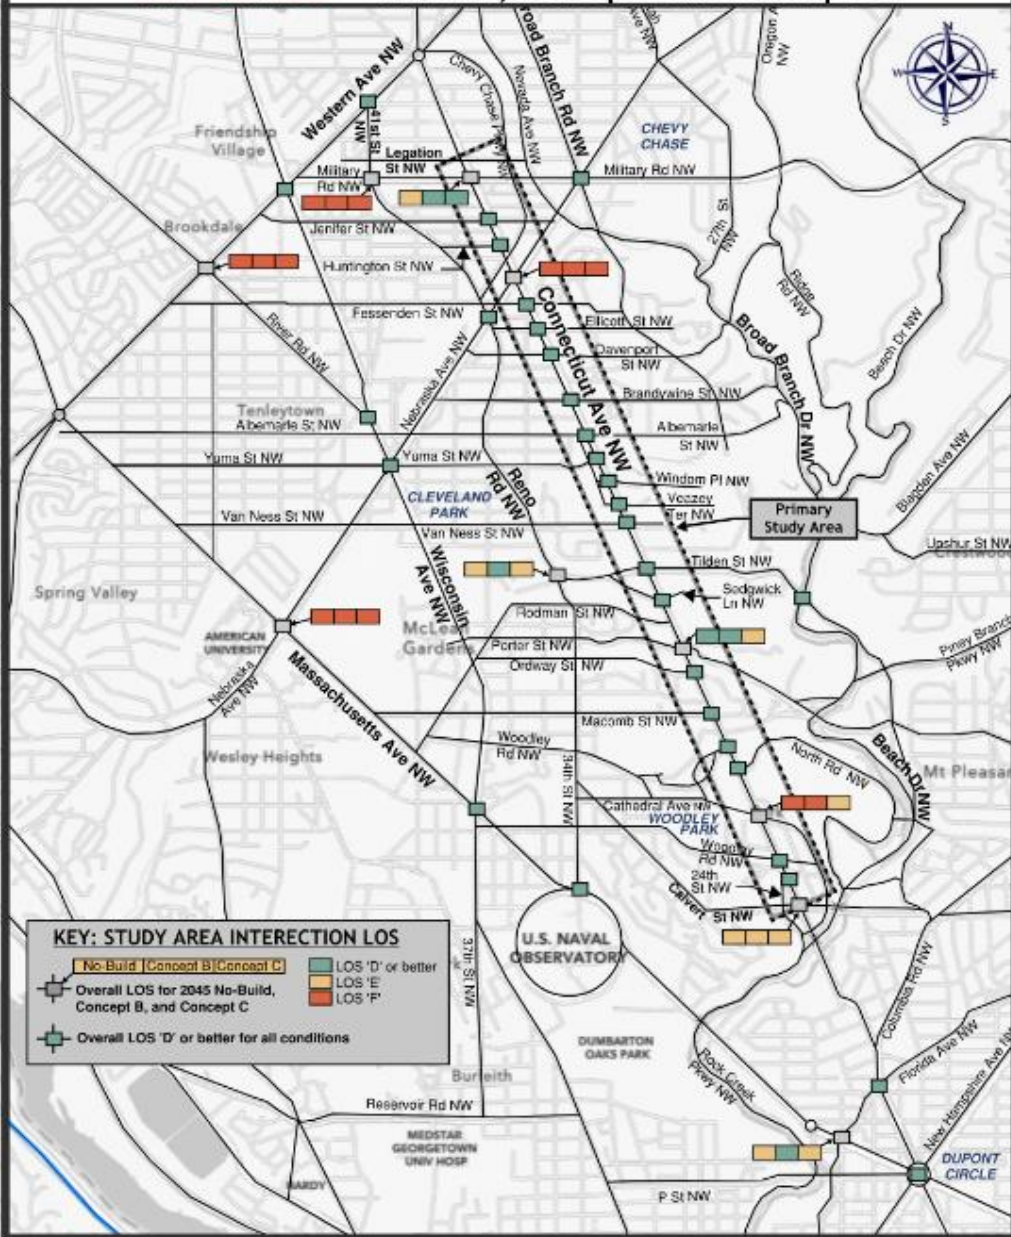 Western Ave NW
41st St
NW
Chevy Chase
Nevada Ave NW
road Branch Rd NW
Ave NW
Oregon
NW
N
W
E
S
Friendship
Village
CHEVY
CHASE
Legation
St NW
Military
Rd NW
Military Rd NW
Brookdale
Jenifer St NW
Huntington St NW
27th St
NW
Ridge
Rd NW
Beach Dr NW
Fessenden St NW
River Rd NW
Nebraska Ave NW
Connecticut Ave NW
Ellicott St NW
Davenport
St NW
Broad Branch Dr NW
Brandywine St NW
Tenleytown
Albemarle St NW
Albemarle
St NW
Yuma St NW
Yuma St NW
Reno
Rd NW
Windom Pl NW
Veazey
Ter NW
CLEVELAND
PARK
Blagden Ave NW
Primary
Study Area
Van Ness St NW
Van Ness St NW
Upshur St NW
Crestwoo
Wisconsin
Ave NW
Tilden St NW
Sedgwick
Ln NW
Spring Valley
Rodman St NW
AMERICAN
UNIVERSITY
McLean
Gardens
Porter St NW
Ordway St NW
Piney Branch
Pkwy NW
Nebraska
Ave NW
Massachusetts Ave NW
Macomb St NW
Woodley
Rd NW
34th St NW
North Rd NW
Beach Dr NW
Wesley Heights
Mt Pleasan
Cathedral Ave NW
WOODLEY
PARK
Woodley
Rd NW
24th
St NW
Calvert St NW
KEY: STUDY AREA INTERECTION LOS
No-Build Concept B Concept C
Overall LOS for 2045 No-Build,
Concept B, and Concept C
LOS 'D' or better
LOS 'E'
LOS 'F'
Overall LOS 'D' or better for all conditions
37th St NW
U.S. NAVAL
OBSERVATORY
Columbia Rd NW
DUMBARTON
OAKS PARK
Rock Creek
Pkwy NW
Florida Ave NW
New Hampshire Ave NW
Burleith
Reservoir Rd NW
MEDSTAR
GEORGETOWN
UNIV HOSP
HARDY
DUPONT
CIRCLE
P St NW